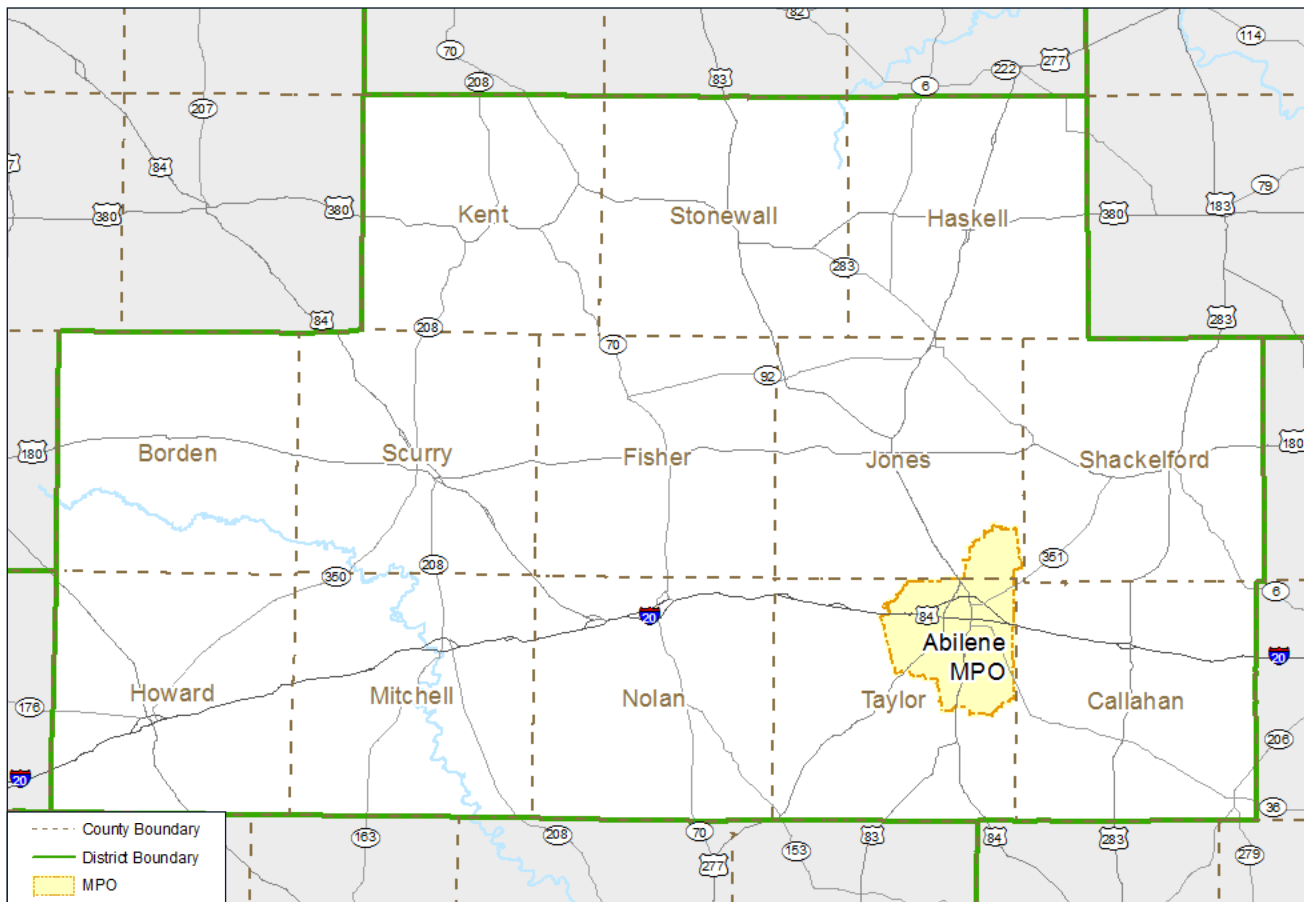 82
114
70
277
208
83
222
6
207
84
79
183
380
380
Kent
Stonewall
Haskell
380
283
84
208
283
70
92
180
Borden
Scurry
Fisher
Jones
Shackelford
180
351
208
350
6
20
84
Abilene
MPO
20
Howard
Mitchell
Nolan
Taylor
Callahan
176
206
20
36
County Boundary
District Boundary
MPO
163
208
70
277
153
83
84
283
279